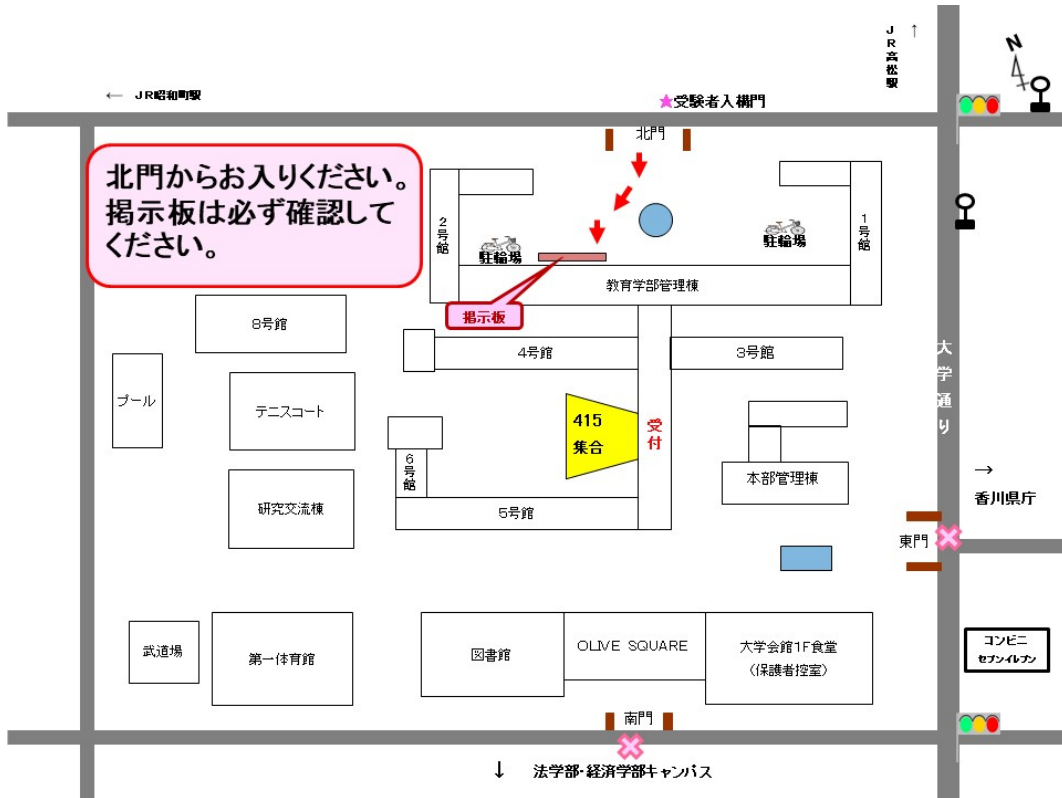 JR高松駅
↑
N
← JR昭和町駅
★受験者入構門
北門
北門からお入りください。
掲示板は必ず確認して
ください。
2号館
駐輪場
駐輪場
1号館
教育学部管理棟
掲示板
8号館
4号館
3号館
プール
テニスコート
415
集合
受付
大学通り
6号館
本部管理棟
→
香川県庁
研究交流棟
5号館
東門
武道場
第一体育館
図書館
OLIVE SQUARE
大学会館1F食堂
(保護者控室)
コンビニ
セブンイレブン
南門
↓ 法学部・経済学部キャンパス